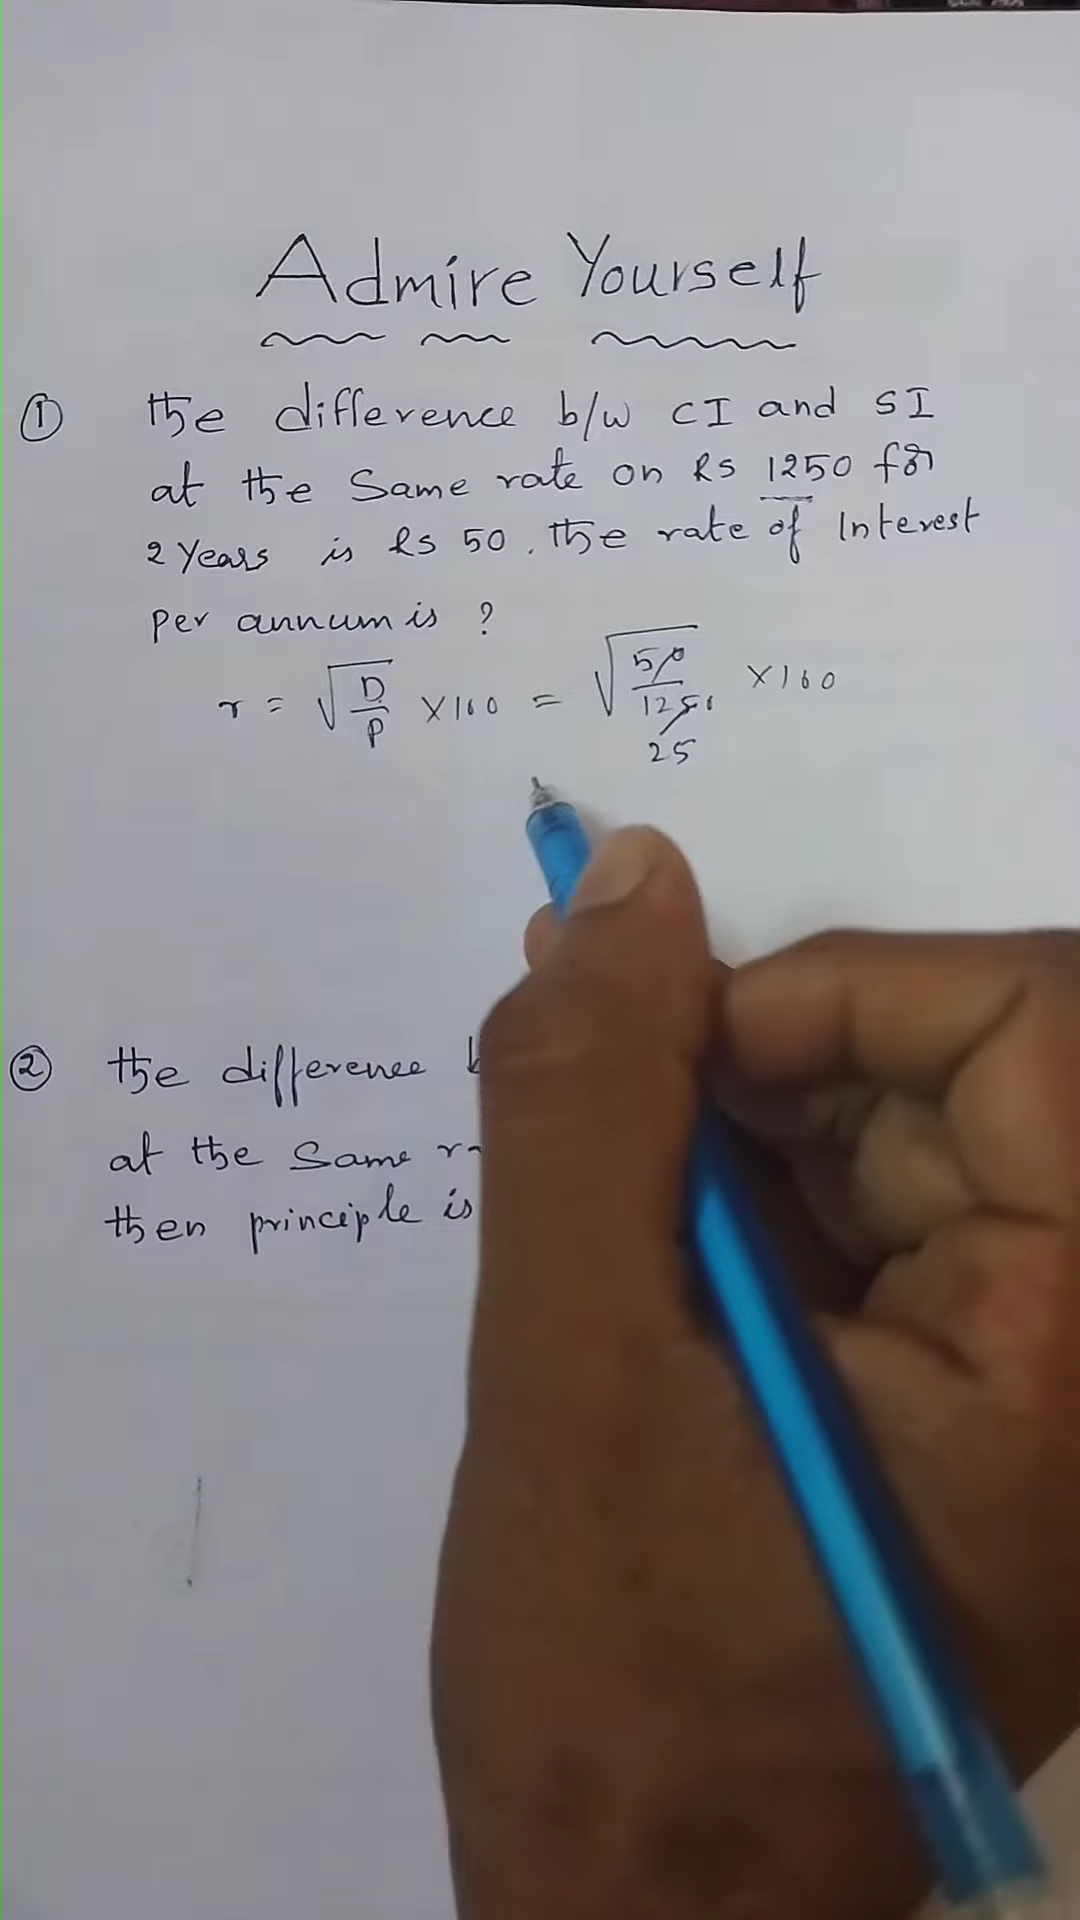 Admire Yourself
① the difference b/w CI and SI
at the Same rate on Rs 1250 for
2 Years is Rs 50. the rate of Interest
Per annum is ?
r = √D/P ×100 = √50/1250 ×100
25
② the difference
at the Same
then principle is